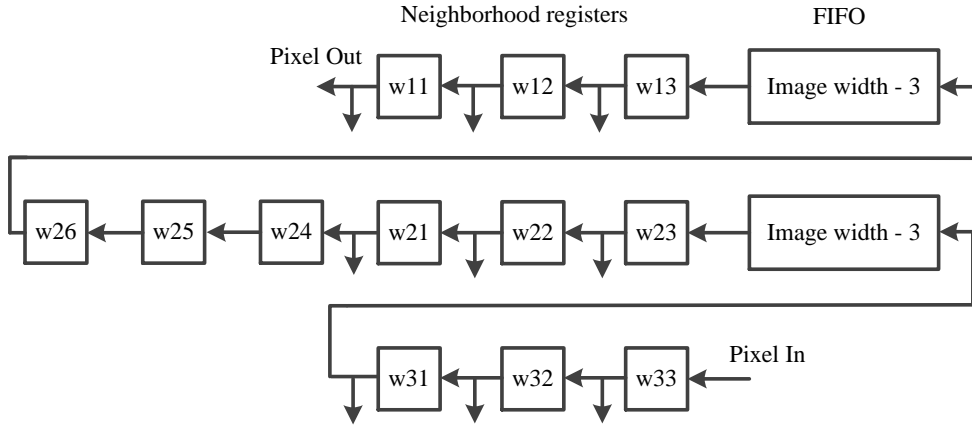 Neighborhood registers FIFO
Pixel Out
w11 w12 w13 Image width - 3
w26 w25 w24 w21 w22 w23 Image width - 3
Pixel In
w31 w32 w33